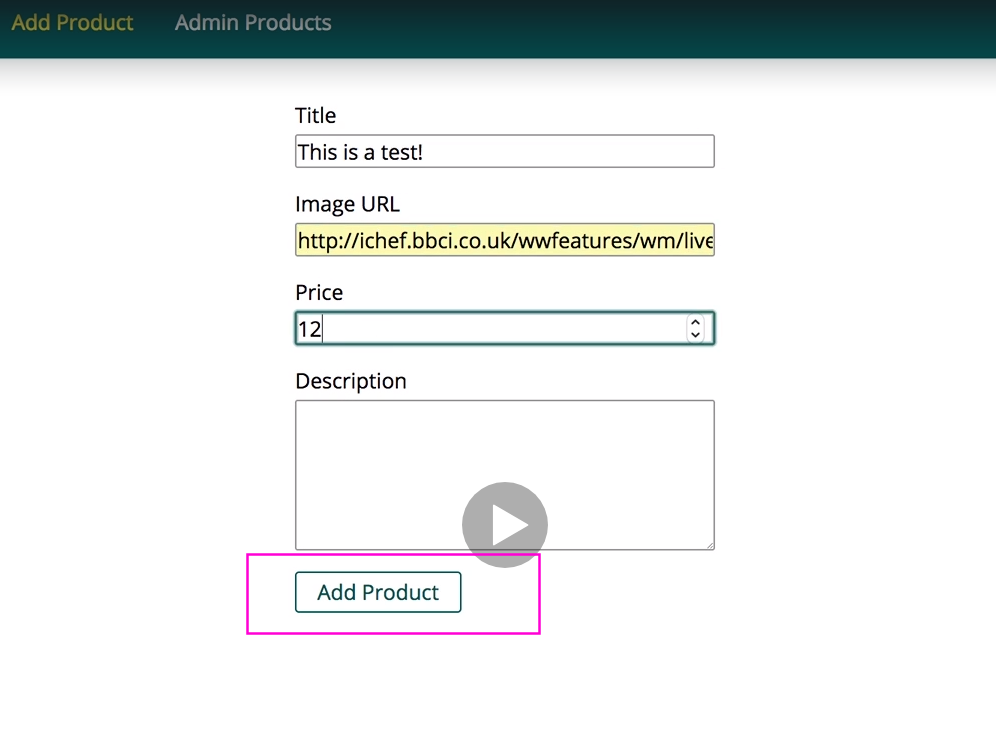 Add Product Admin Products
Title
This is a test!
Image URL
http://ichef.bbci.co.uk/wwfeatures/wm/live
Price
12
Description
Add Product